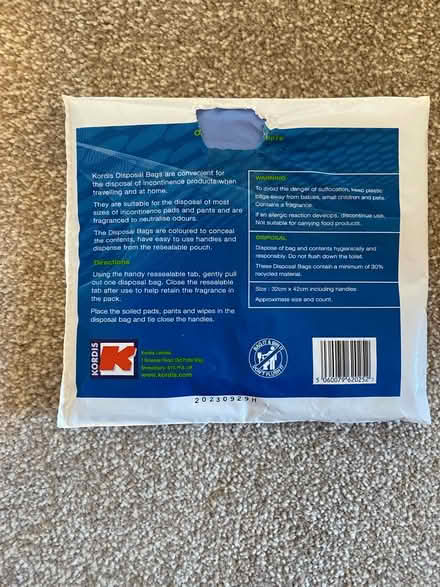 Kordis Disposal Bags are convenient for
the disposal of incontinence products when
travelling and at home.
They are suitable for the disposal of most
sizes of incontinence pads and pants and are
fragranced to neutralise odours.
The Disposal Bags are coloured to conceal
the contents, have easy to use handles and
dispense from the resealable pouch.
Directions
Using the handy resealable tab, gently pull
out one disposal bag. Close the resealable
tab after use to help retain the fragrance in
the pack.
Place the soiled pads, pants and wipes in the
disposal bag and tie close the handles.
WARNING
To avoid the danger of suffocation, keep plastic
bags away from babies, small children and pets.
Contains a fragrance.
If an allergic reaction develops, discontinue use.
Not suitable for carrying food products.
DISPOSAL
Dispose of bag and contents hygienically and
responsibly. Do not flush down the toilet.
These Disposal Bags contain a minimum of 30%
recycled material.
Size : 32cm x 42cm including handles
Approximate size and count.
KORDIS
K
Kordis Limited,
www.kordis.com
BAG IT & BIN IT
DON'T FLUSH IT
5 060079 620252
20230929H